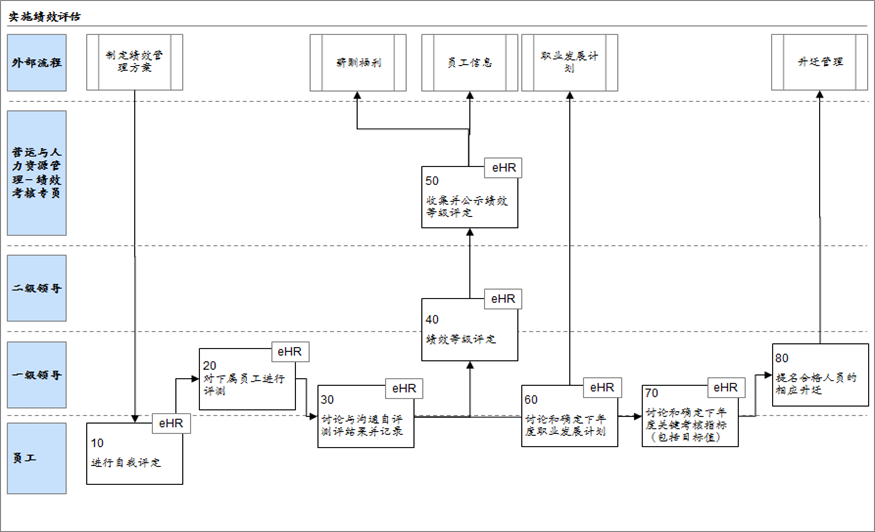 实施绩效评估
外部流程
制定绩效管
理方案
薪酬福利
员工信息
职业发展计
划
升迁管理
营运与人
力资源管
理－绩效
考核专员
eHR
50
收集并公示绩效
等级评定
二级领导
eHR
40
绩效等级评定
一级领导
eHR
20
对下属员工进行
评测
eHR
30
讨论与沟通自评
测评结果并记录
eHR
60
讨论和确定下年
度职业发展计划
eHR
70
讨论和确定下年
度关键考核指标
（包括目标值）
80
提名合格人员的
相应升迁
员工
eHR
10
进行自我评定